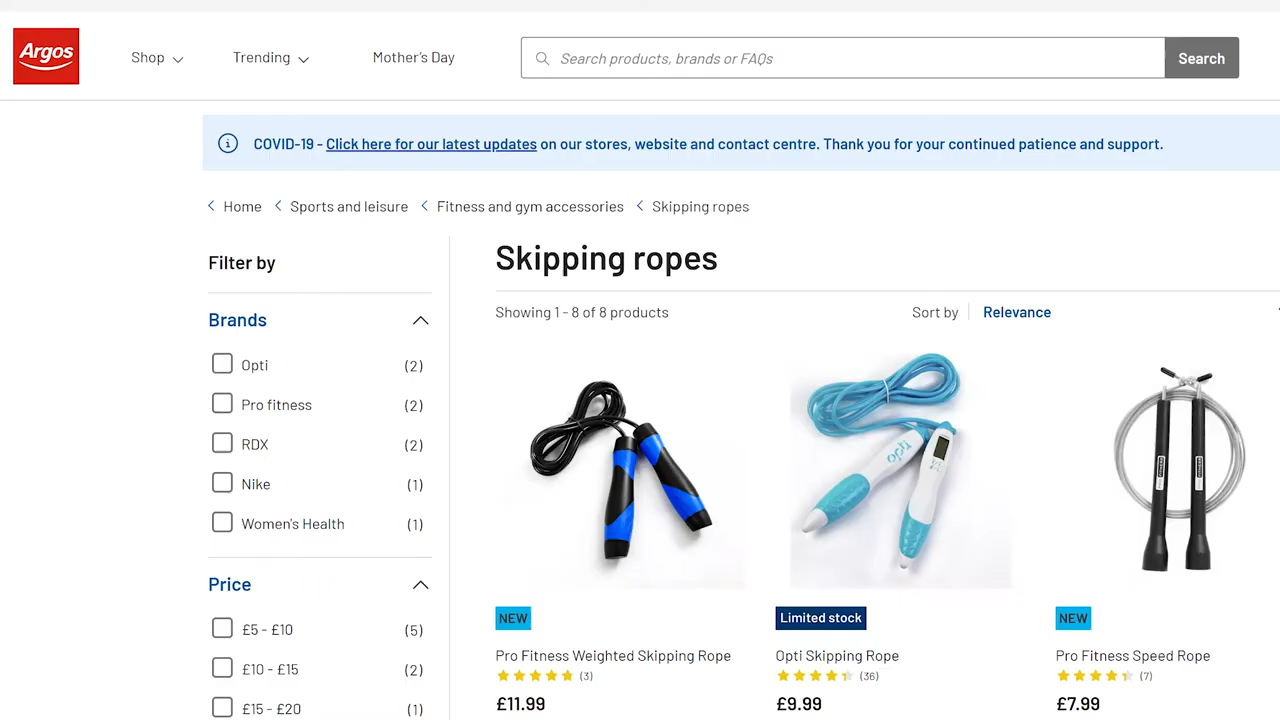 Argos
Shop
Trending
Mother's Day
Search products, brands or FAQs
Search
COVID-19 - Click here for our latest updates on our stores, website and contact centre. Thank you for your continued patience and support.
Home
Sports and leisure
Fitness and gym accessories
Skipping ropes
Filter by
Skipping ropes
Showing 1 - 8 of 8 products
Sort by
Relevance
Brands
Opti (2)
Pro fitness (2)
RDX (2)
Nike (1)
Women's Health (1)
Price
£5 - £10 (5)
£10 - £15 (2)
£15 - £20 (1)
opti
NEW
Pro Fitness Weighted Skipping Rope
(3)
£11.99
Limited stock
Opti Skipping Rope
(36)
£9.99
NEW
Pro Fitness Speed Rope
(7)
£7.99